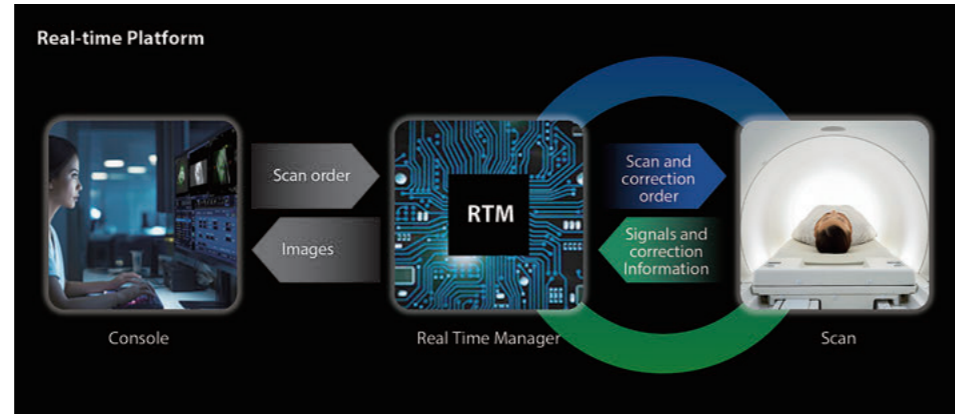 Real-time Platform
Scan order
Images
RTM
Scan and
correction
order
Signals and
correction
Information
Console
Real Time Manager
Scan